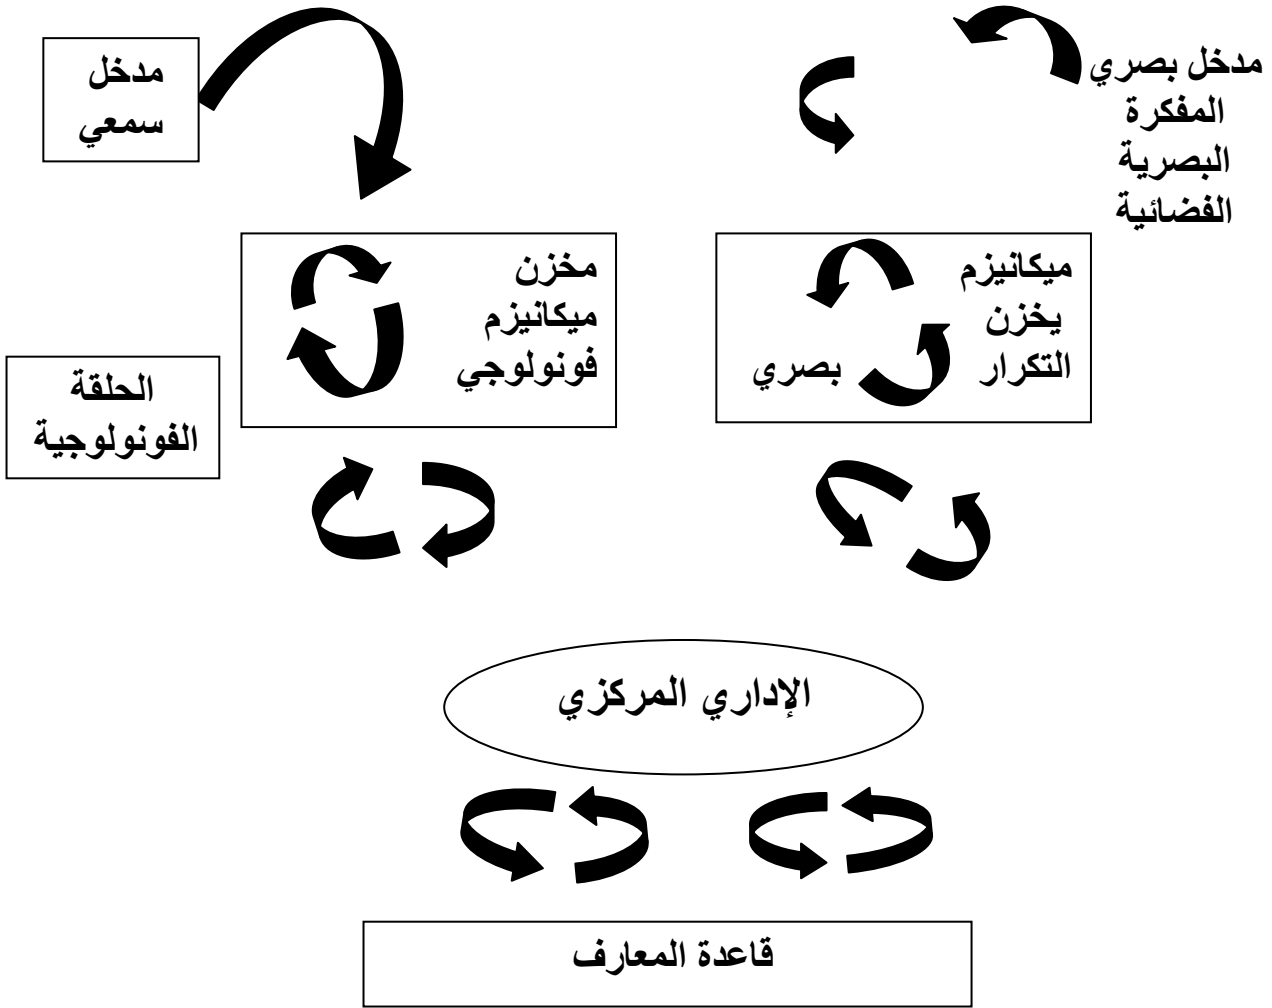 مدخل
سمعي
مدخل بصري
المفكرة
البصرية
الفضائية
مخزن
ميكانيزم
فونولوجي
ميكانيزم
يخزن
التكرار
بصري
الحلقة
الفونولوجية
الإداري المركزي
قاعدة المعارف